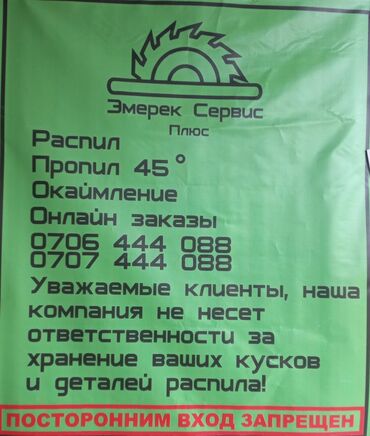 Эмерек Сервис
Плюс
Распил
Пропил 45°
Окаймление
Онлайн заказы
0706 444 088
0707 444 088
Уважаемые клиенты, наша
компания не несет
ответственности за
хранение ваших кусков
и деталей распила!
ПОСТОРОННИМ ВХОД ЗАПРЕЩЕН